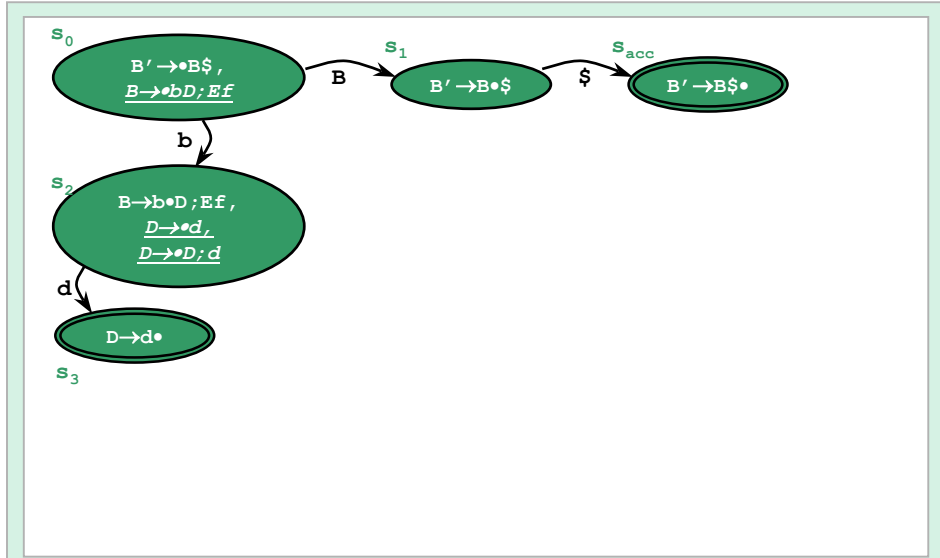 s0
B'→•B$,
B→•bD;Ef
B
s1
B'→B•$
$
sacc
B'→B$•
b
s2
B→b•D;Ef,
D→•d,
D→•D;d
d
D→d•
s3